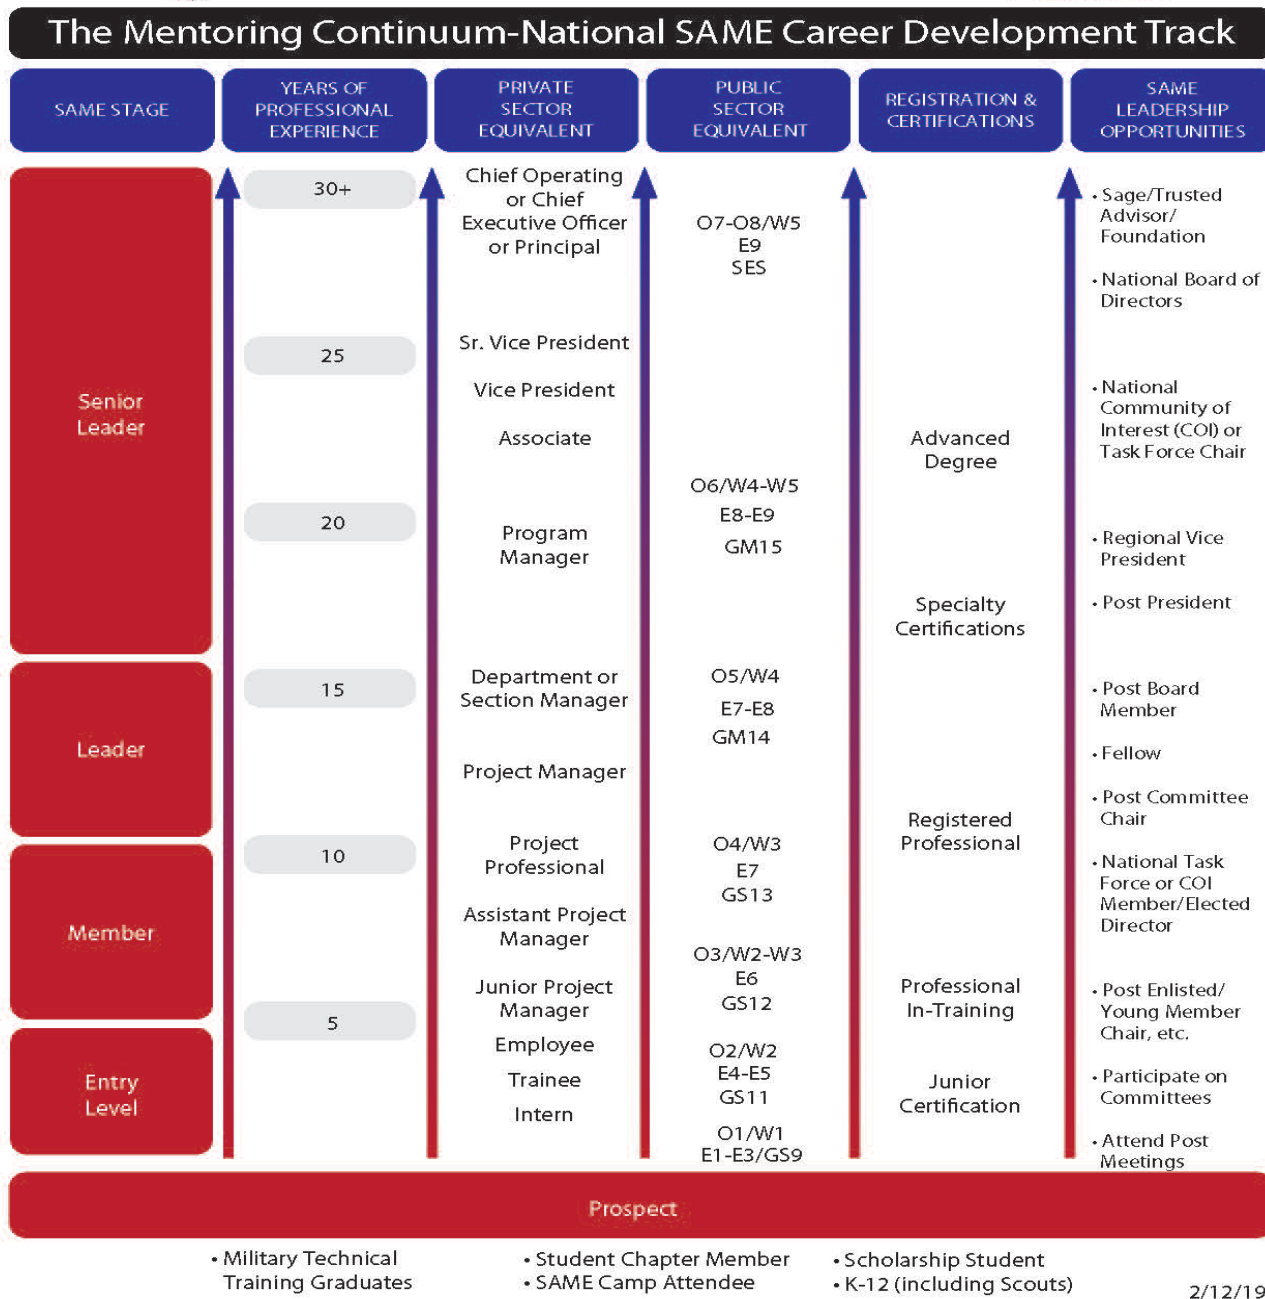 The Mentoring Continuum-National SAME Career Development Track
SAME STAGE
YEARS OF
PROFESSIONAL
EXPERIENCE
PRIVATE
SECTOR
EQUIVALENT
PUBLIC
SECTOR
EQUIVALENT
REGISTRATION &
CERTIFICATIONS
SAME
LEADERSHIP
OPPORTUNITIES
Senior
Leader
Leader
Member
Entry
Level
30+
25
20
15
10
5
Chief Operating
or Chief
Executive Officer
or Principal
Sr. Vice President
Vice President
Associate
Program
Manager
Department or
Section Manager
Project Manager
Project
Professional
Assistant Project
Manager
Junior Project
Manager
Employee
Trainee
Intern
O7-O8/W5
E9
SES
O6/W4-W5
E8-E9
GM15
O5/W4
E7-E8
GM14
O4/W3
E7
GS13
O3/W2-W3
E6
GS12
O2/W2
E4-E5
GS11
O1/W1
E1-E3/GS9
Advanced
Degree
Specialty
Certifications
Registered
Professional
Professional
In-Training
Junior
Certification
• Sage/Trusted
Advisor/
Foundation
• National Board of
Directors
• National
Community of
Interest (COI) or
Task Force Chair
• Regional Vice
President
• Post President
• Post Board
Member
• Fellow
• Post Committee
Chair
• National Task
Force or COI
Member/Elected
Director
• Post Enlisted/
Young Member
Chair, etc.
• Participate on
Committees
• Attend Post
Meetings
Prospect
• Military Technical
Training Graduates
• Student Chapter Member
• SAME Camp Attendee
• Scholarship Student
• K-12 (including Scouts)
2/12/19